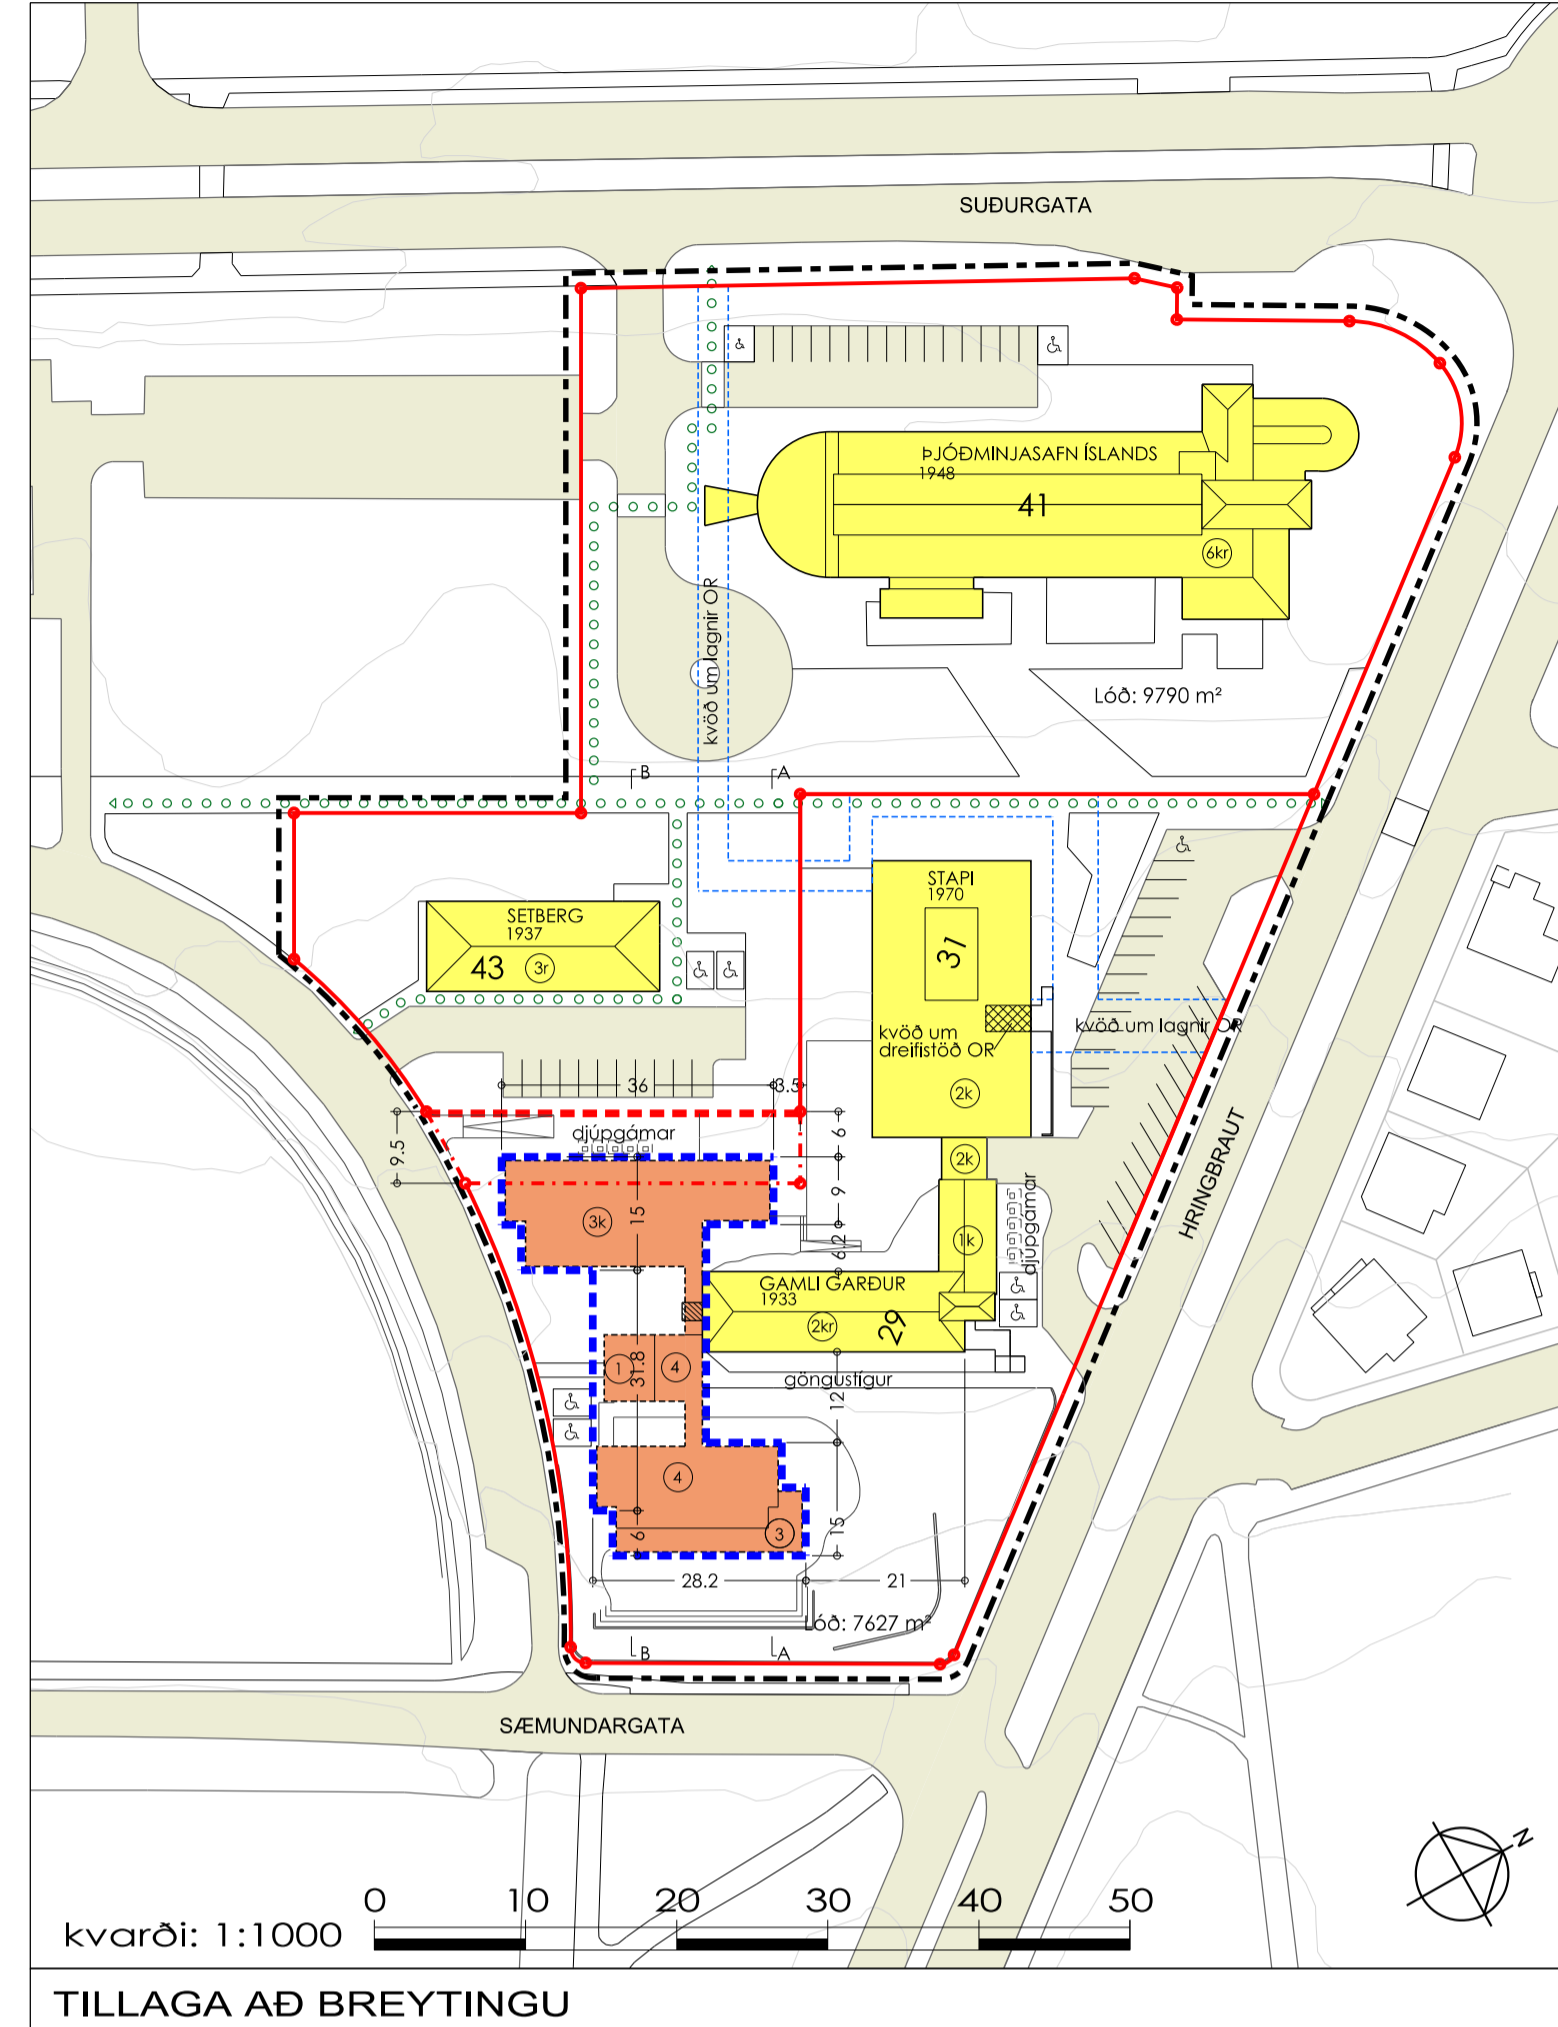 SUÐURGATA
ÞJÓÐMINJASAFN ÍSLANDS
1948
41
6kr
kvöð um lagnir OR
Lóð: 9790 m²
B
A
STAPI
1970
31
SETBERG
1937
43
3r
kvöð um
dreifistöð OR
kvöð um lagnir OR
2k
36
3.5
djúpgámar
9.5
6
HRINGBRAUT
2k
9
15
3k
1k
djúpgámar
6.2
GAMLI GARÐUR
1933
2kr
29
1
31.8
4
göngustígur
12
4
15
6
3
28.2
21
Lóð: 7627 m²
B
A
SÆMUNDARGATA
N
0 10 20 30 40 50
kvarði: 1:1000
TILLAGA AÐ BREYTINGU